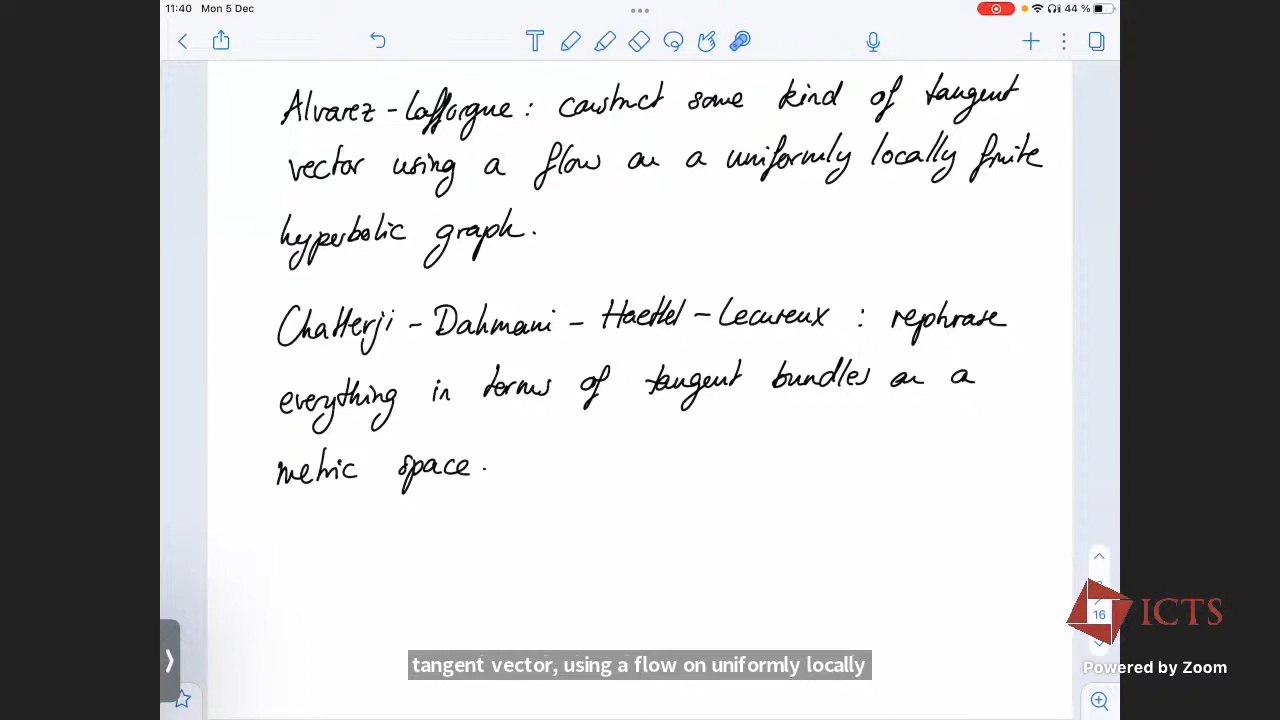 11:40 Mon 5 Dec
44 %
Alvarez - Lafforgue : construct some kind of tangent
vector using a flow on a uniformly locally finite
hyperbolic graph.
Chatterji - Dahmani - Haettel - Lecureux : rephrase
everything in terms of tangent bundles on a
metric space.
16
ICTS
tangent vector, using a flow on uniformly locally
Powered by Zoom